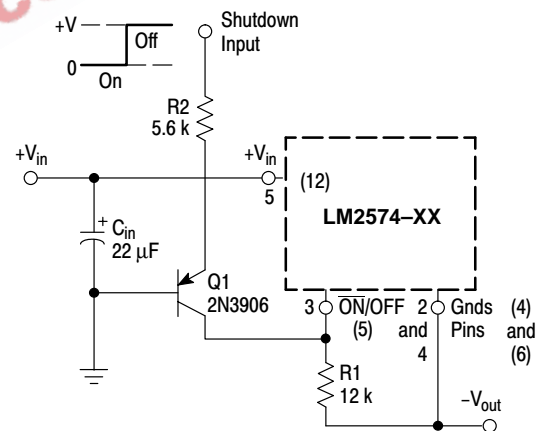 +V
Off
0
On
Shutdown
Input
R2
5.6 k
+Vin
+Vin
5
(12)
LM2574–XX
+
Cin
22 µF
Q1
2N3906
3
ON/OFF
(5)
2
and
4
Gnds
Pins
(4)
and
(6)
R1
12 k
–Vout